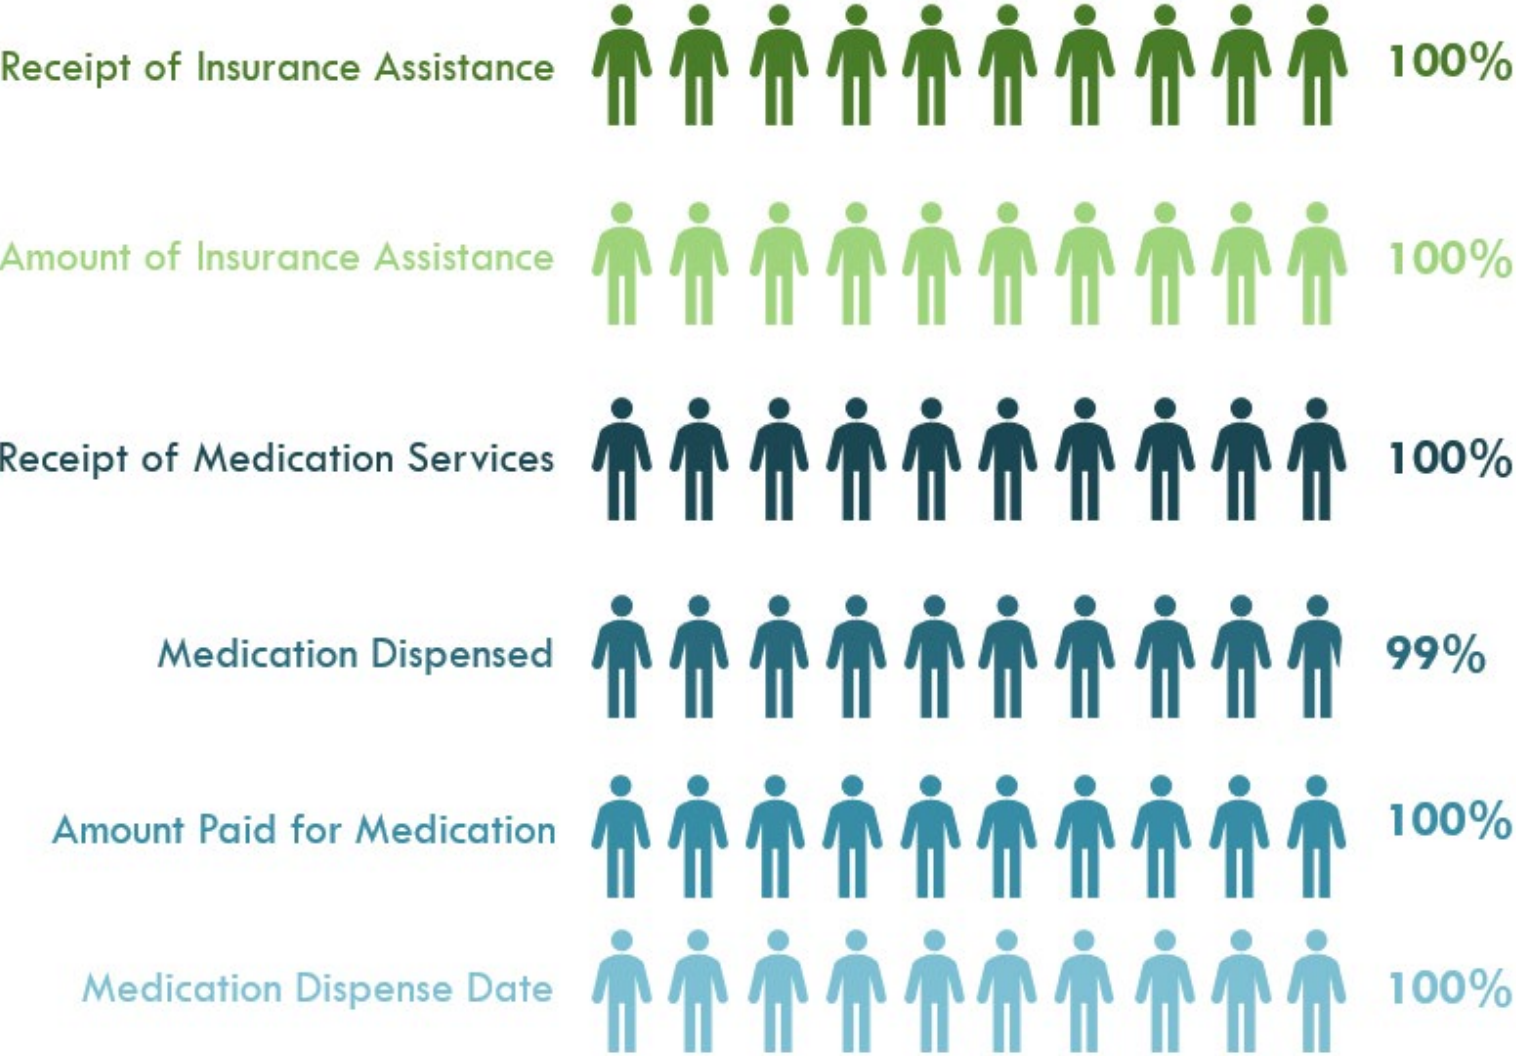 Receipt of Insurance Assistance 100%
Amount of Insurance Assistance 100%
Receipt of Medication Services 100%
Medication Dispensed 99%
Amount Paid for Medication 100%
Medication Dispense Date 100%